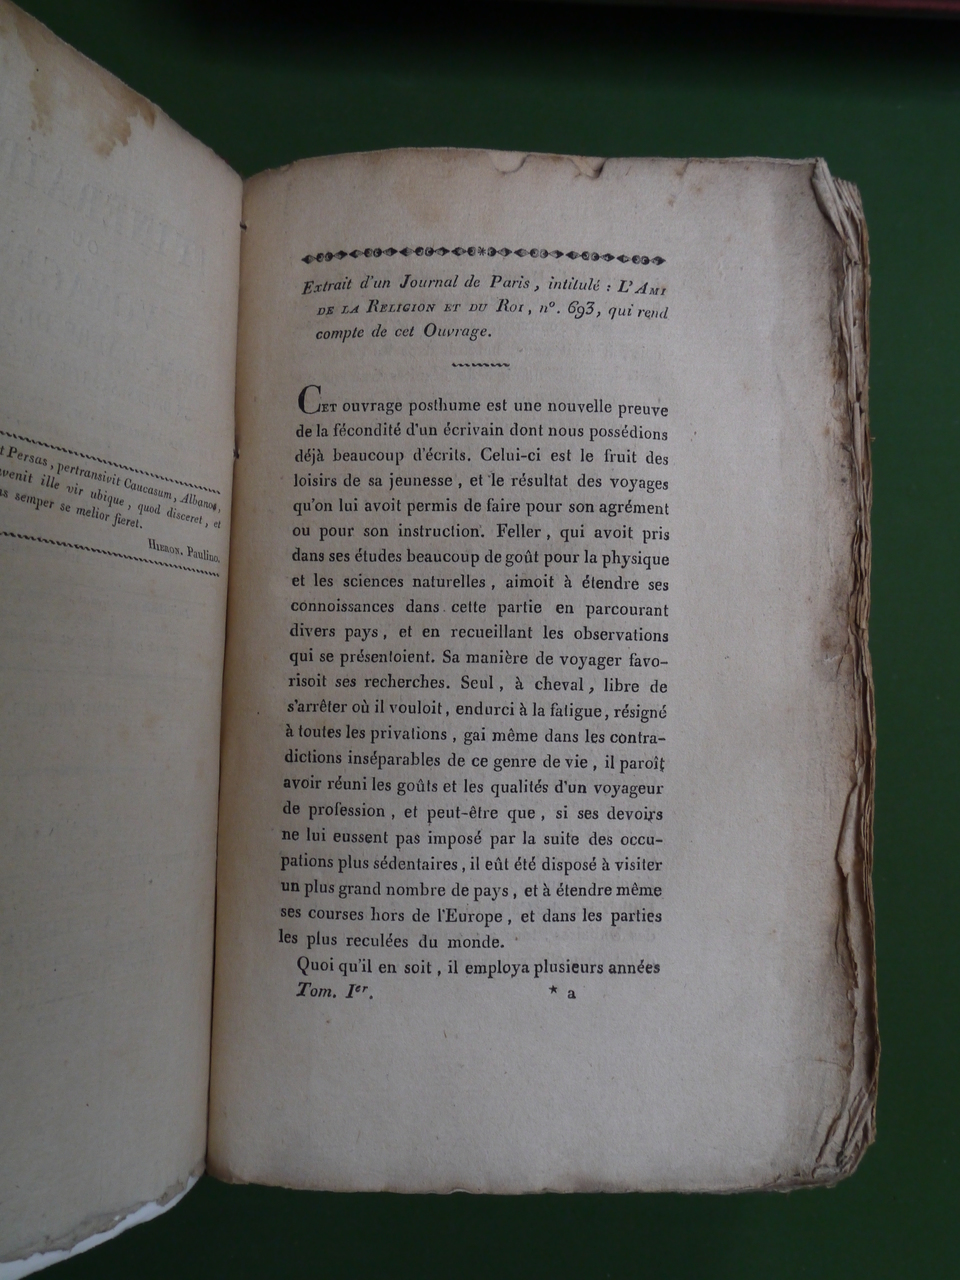 t Persas, pertransivit Caucasum, Albanos,
venit ille vir ubique, quod disceret, et
semper se melior fieret.
HIERON. Paulino.
Extrait d'un Journal de Paris, intitulé : L'AMI
DE LA RELIGION ET DU ROI, n°. 693, qui rend
compte de cet Ouvrage.
CET ouvrage posthume est une nouvelle preuve
de la fécondité d'un écrivain dont nous possédions
déjà beaucoup d'écrits. Celui-ci est le fruit des
loisirs de sa jeunesse, et le résultat des voyages
qu'on lui avoit permis de faire pour son agrément
ou pour son instruction. Feller, qui avoit pris
dans ses études beaucoup de goût pour la physique
et les sciences naturelles, aimoit à étendre ses
connoissances dans cette partie en parcourant
divers pays, et en recueillant les observations
qui se présentoient. Sa manière de voyager favo-
risoit ses recherches. Seul, à cheval, libre de
s'arrêter où il vouloit, endurci à la fatigue, résigné
à toutes les privations, gai même dans les contra-
dictions inséparables de ce genre de vie, il paroît
avoir réuni les goûts et les qualités d'un voyageur
de profession, et peut-être que, si ses devoirs
ne lui eussent pas imposé par la suite des occu-
pations plus sédentaires, il eût été disposé à visiter
un plus grand nombre de pays, et à étendre même
ses courses hors de l'Europe, et dans les parties
les plus reculées du monde.
Quoi qu'il en soit, il employa plusieurs années
Tom. Ier. * a